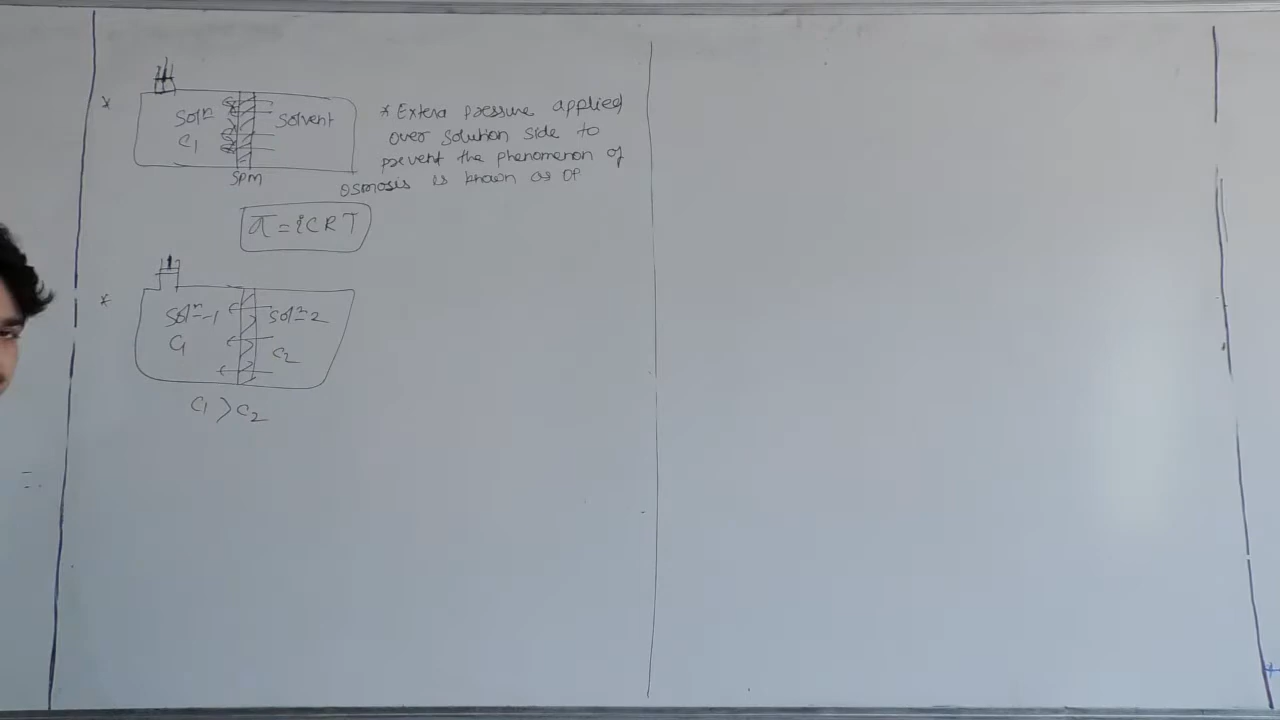 *
Solⁿ
C₁
Solvent
SPM
* Extera pressure applied
over solution side to
prevent the phenomenon of
osmosis is known as OP
π = iCRT
*
Solⁿ-1
C₁
Solⁿ-2
C₂
C₁ > C₂